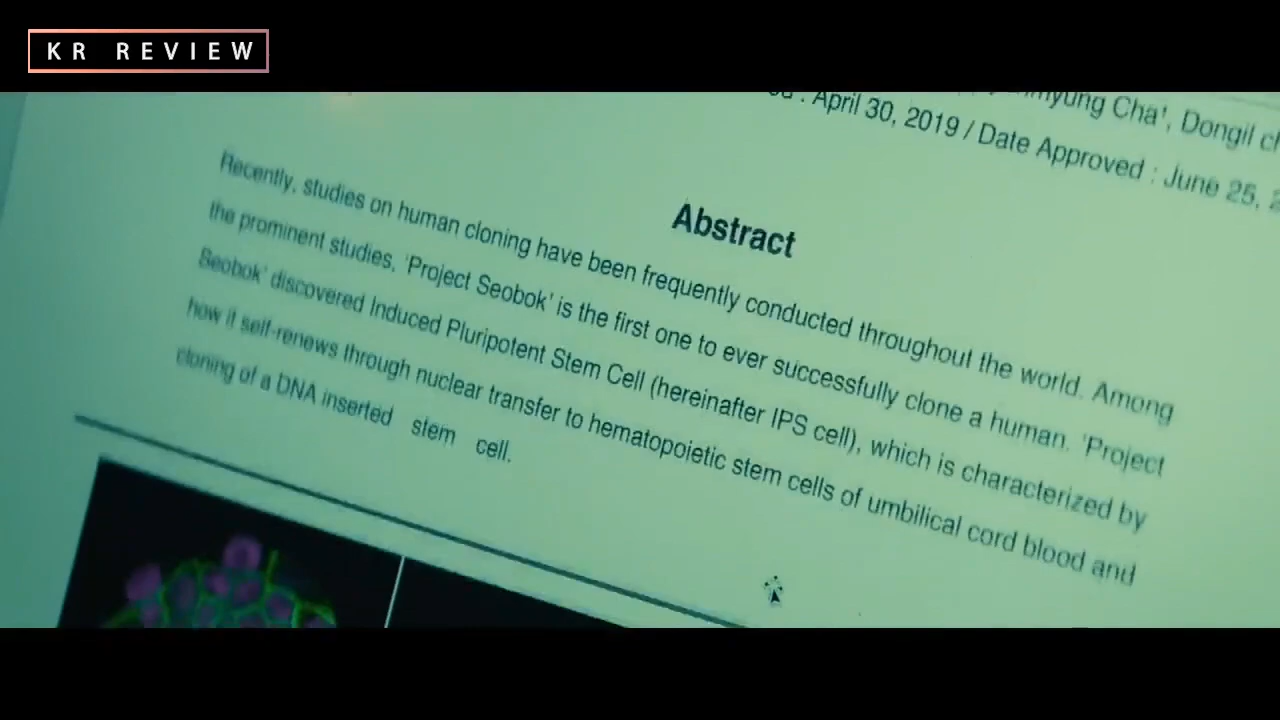 KR REVIEW
Cha¹, Dongil
: April 30, 2019 / Date Approved : June 25,
Abstract
Recently, studies on human cloning have been frequently conducted throughout the world. Among
the prominent studies, 'Project Seobok' is the first one to ever successfully clone a human. 'Project
Seobok' discovered Induced Pluripotent Stem Cell (hereinafter IPS cell), which is characterized by
how it self-renews through nuclear transfer to hematopoietic stem cells of umbilical cord blood and
cloning of a DNA inserted stem cell.